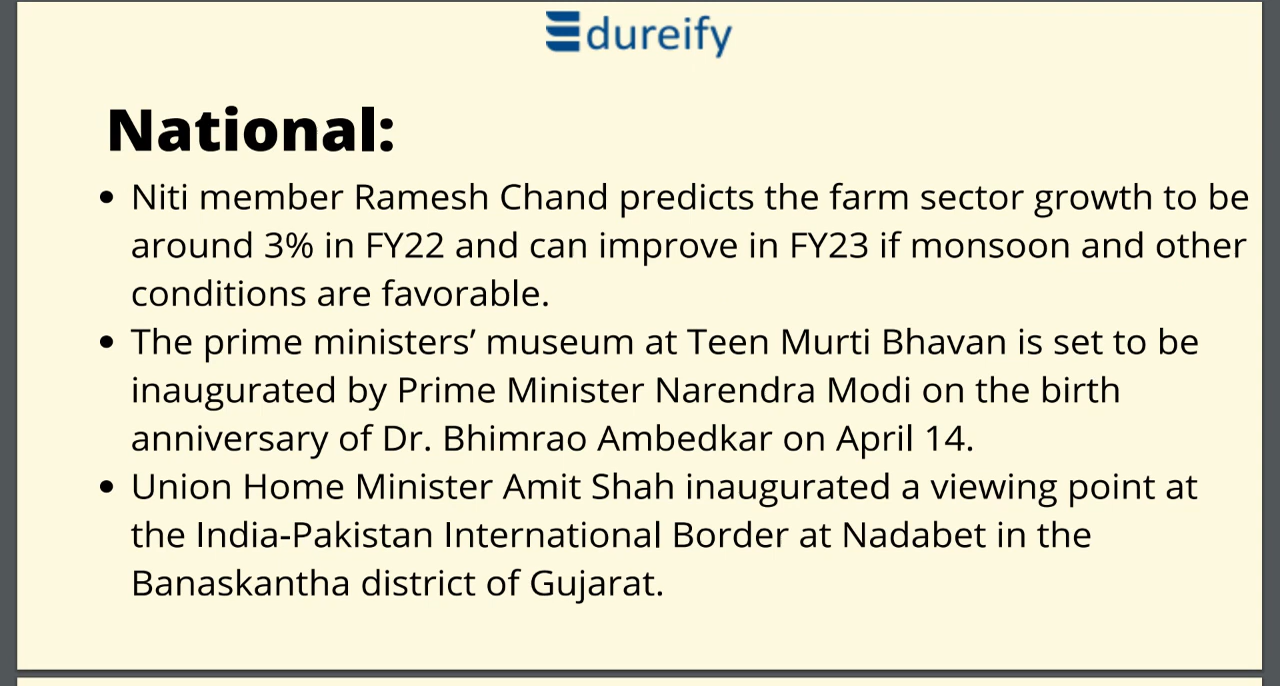 Edureify
National:
• Niti member Ramesh Chand predicts the farm sector growth to be
around 3% in FY22 and can improve in FY23 if monsoon and other
conditions are favorable.
• The prime ministers’ museum at Teen Murti Bhavan is set to be
inaugurated by Prime Minister Narendra Modi on the birth
anniversary of Dr. Bhimrao Ambedkar on April 14.
• Union Home Minister Amit Shah inaugurated a viewing point at
the India-Pakistan International Border at Nadabet in the
Banaskantha district of Gujarat.